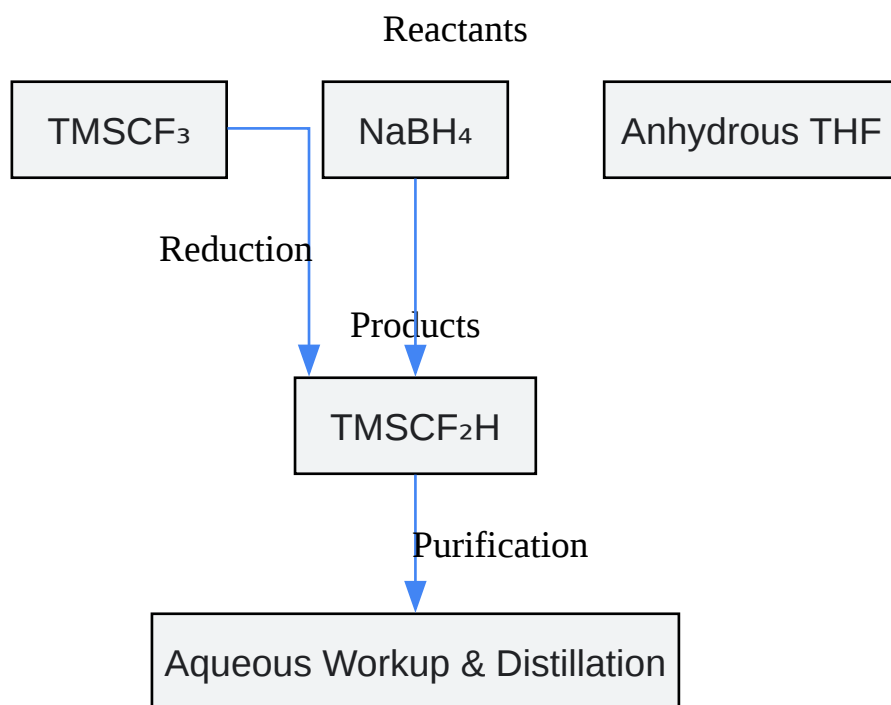 Reactants
TMSCF₃
NaBH₄
Anhydrous THF
Reduction
Products
TMSCF₂H
Purification
Aqueous Workup & Distillation